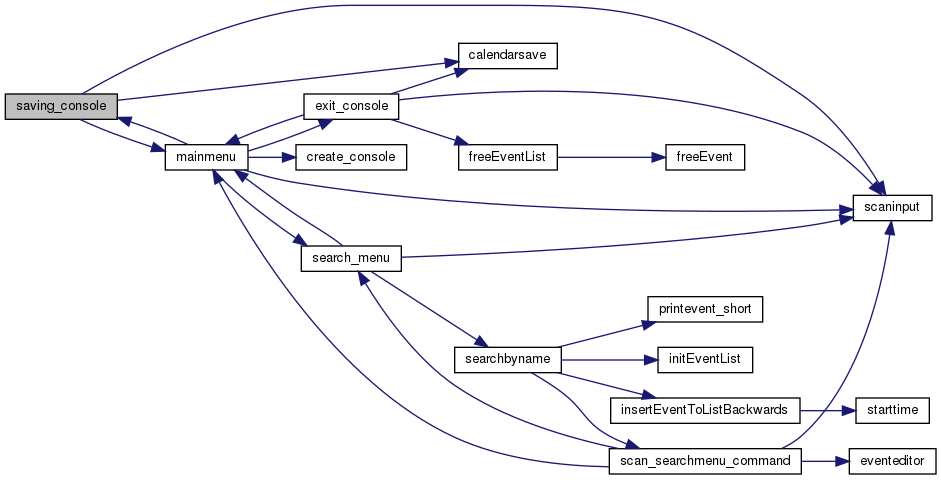 calendarsave
saving_console
exit_console
mainmenu
create_console
freeEventList
freeEvent
scaninput
search_menu
printevent_short
searchbyname
initEventList
insertEventToListBackwards
starttime
scan_searchmenu_command
eventeditor